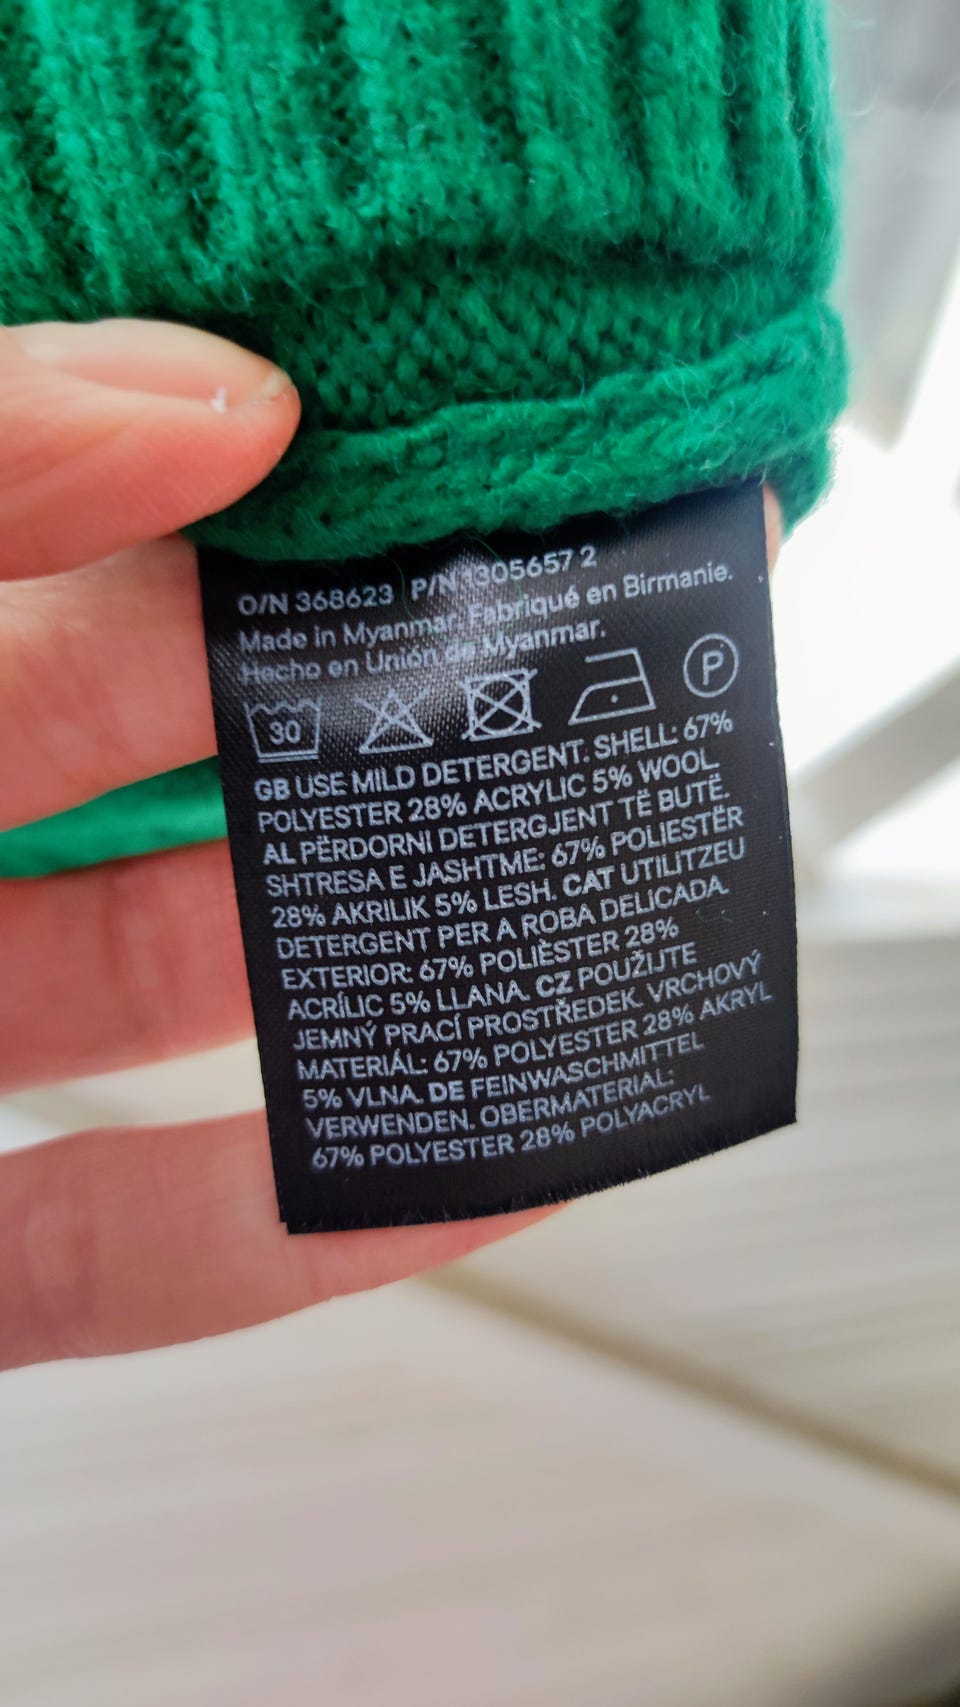 O/N 368623 P/N 1305657 2
Made in Myanmar. Fabriqué en Birmanie.
Hecho en Unión de Myanmar.
30 P
GB USE MILD DETERGENT. SHELL: 67%
POLYESTER 28% ACRYLIC 5% WOOL.
AL PËRDORNI DETERGJENT TË BUTË.
SHTRESA E JASHTME: 67% POLIESTËR
28% AKRILIK 5% LESH. CAT UTILITZEU
DETERGENT PER A ROBA DELICADA.
EXTERIOR: 67% POLIÈSTER 28%
ACRÍLIC 5% LLANA. CZ POUŽIJTE
JEMNÝ PRACÍ PROSTŘEDEK. VRCHOVÝ
MATERIÁL: 67% POLYESTER 28% AKRYL
5% VLNA. DE FEINWASCHMITTEL
VERWENDEN. OBERMATERIAL:
67% POLYESTER 28% POLYACRYL